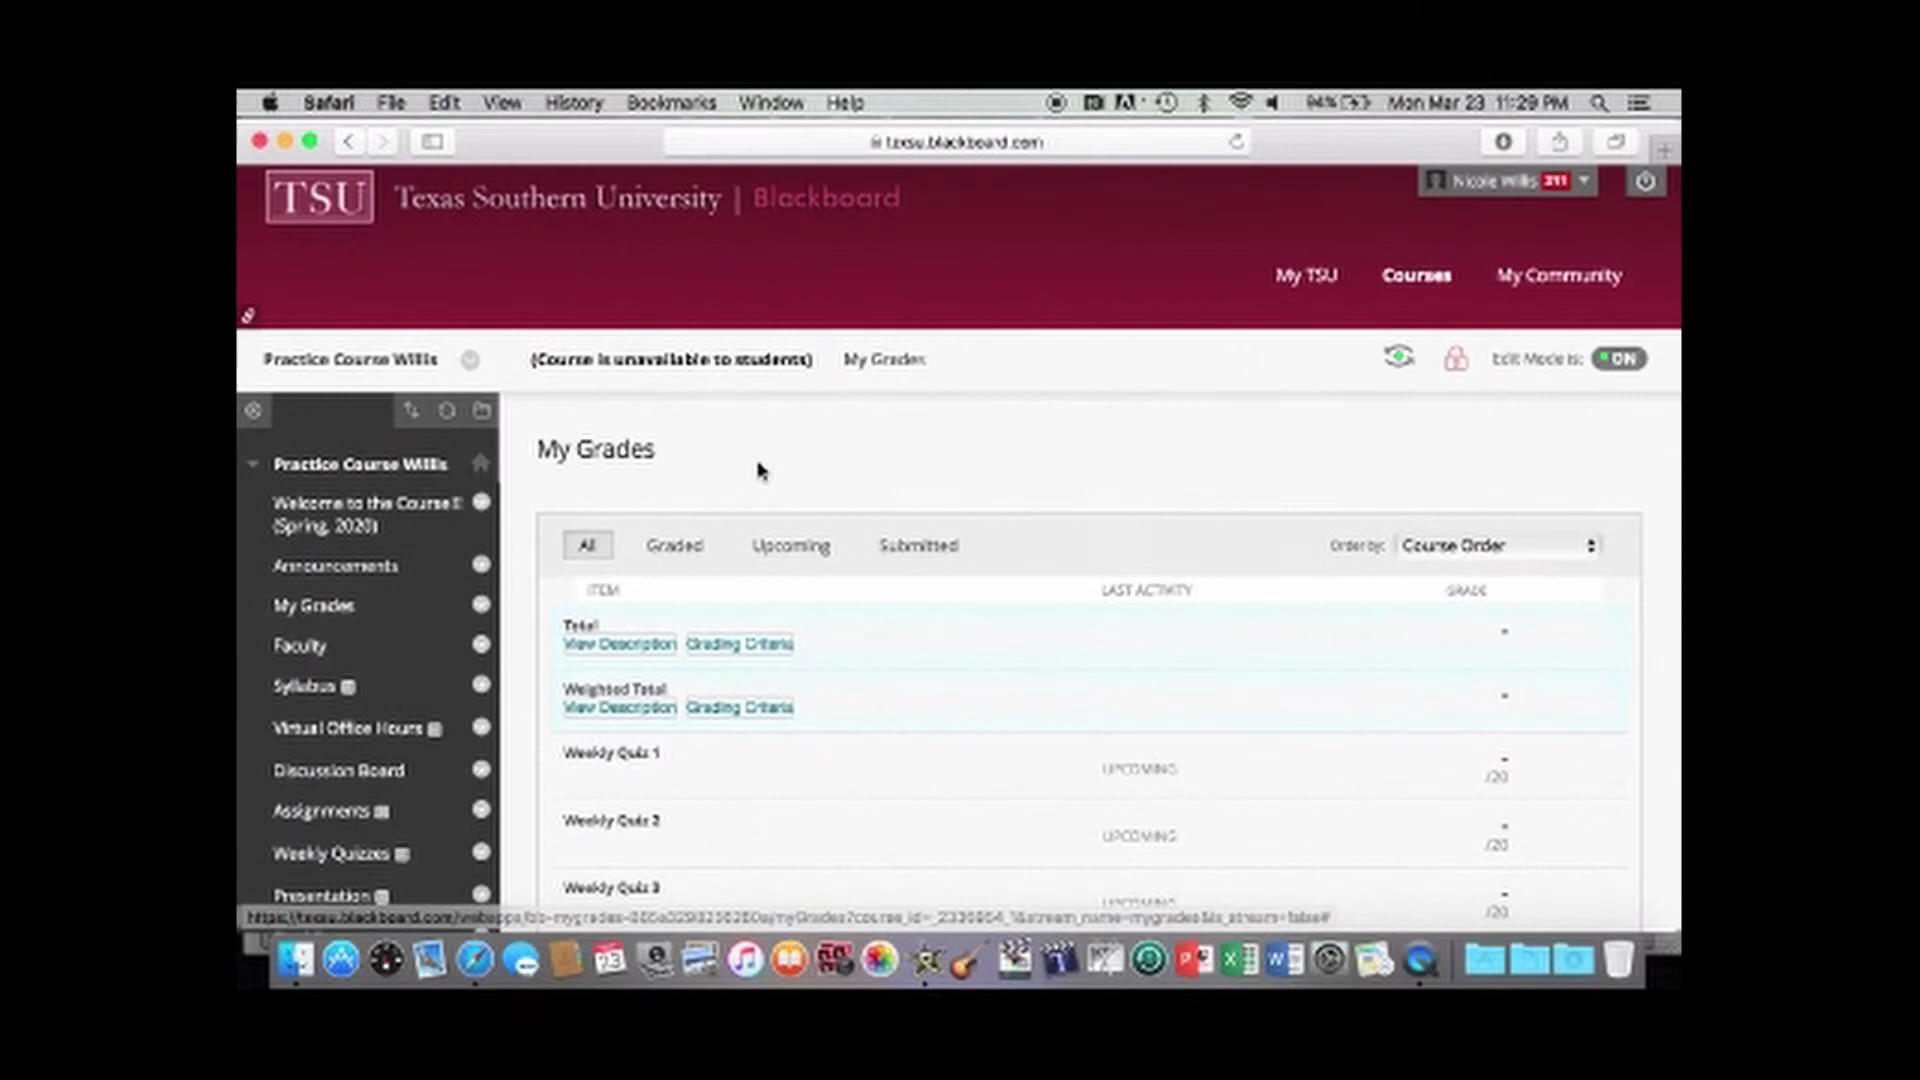 Safari File Edit View History Bookmarks Window Help 94% Mon Mar 23 11:29 PM
txsu.blackboard.com
TSU Texas Southern University | Blackboard
Nicole Willis 211
My TSU Courses My Community
Practice Course Willis (Course is unavailable to students) My Grades Edit Mode is: ON
Practice Course Willis
Welcome to the Course
(Spring, 2020)
Announcements
My Grades
Faculty
Syllabus
Virtual Office Hours
Discussion Board
Assignments
Weekly Quizzes
Presentation
My Grades
All Graded Upcoming Submitted Order by: Course Order
ITEM LAST ACTIVITY GRADE
Total -
View Description Grading Criteria
Weighted Total -
View Description Grading Criteria
Weekly Quiz 1 UPCOMING -
/20
Weekly Quiz 2 UPCOMING -
/20
Weekly Quiz 3 UPCOMING -
/20